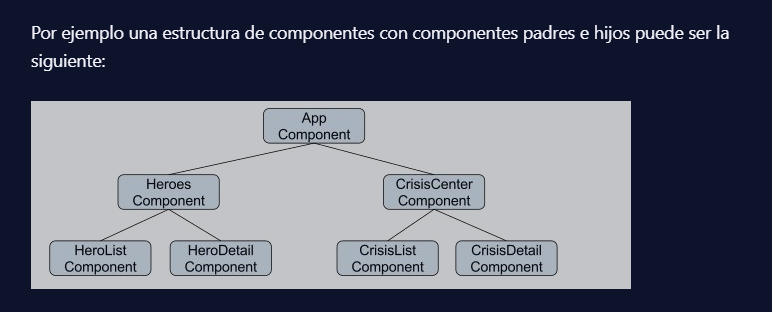 Por ejemplo una estructura de componentes con componentes padres e hijos puede ser la
siguiente:
App
Component
Heroes
Component
CrisisCenter
Component
HeroList
Component
HeroDetail
Component
CrisisList
Component
CrisisDetail
Component